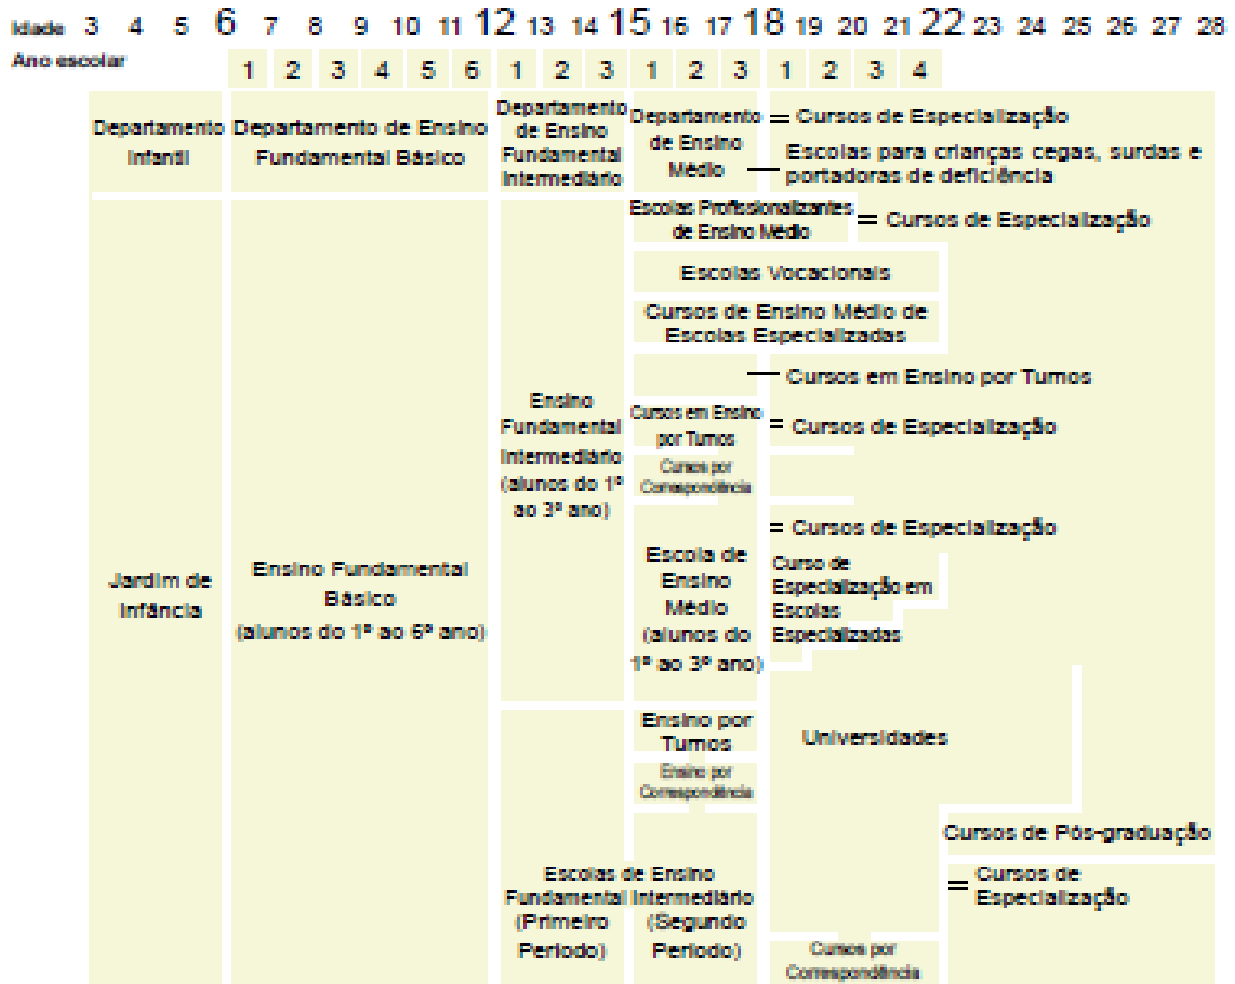 Idade 3 4 5 6 7 8 9 10 11 12 13 14 15 16 17 18 19 20 21 22 23 24 25 26 27 28
Ano escolar 1 2 3 4 5 6 1 2 3 1 2 3 1 2 3 4
Departamento
Infantil
Departamento de Ensino
Fundamental Básico
Departamento
de Ensino
Fundamental
Intermediário
Departamento
de Ensino
Médio
Cursos de Especialização
Escolas para crianças cegas, surdas e
portadoras de deficiência
Escolas Profissionalizantes
de Ensino Médio
Cursos de Especialização
Escolas Vocacionais
Cursos de Ensino Médio de
Escolas Especializadas
Cursos em Ensino por Turnos
Cursos em Ensino
por Turnos
Cursos de Especialização
Cursos por
Correspondência
Ensino
Fundamental
Intermediário
(alunos do 1º
ao 3º ano)
Cursos de Especialização
Escola de
Ensino
Médio
(alunos do
1º ao 3º ano)
Curso de
Especialização em
Escolas
Especializadas
Jardim de
Infância
Ensino Fundamental
Básico
(alunos do 1º ao 6º ano)
Ensino por
Turnos
Ensino por
Correspondência
Universidades
Cursos de Pós-graduação
Escolas de Ensino
Fundamental Intermediário
(Primeiro
Período)
(Segundo
Período)
Cursos de
Especialização
Cursos por
Correspondência